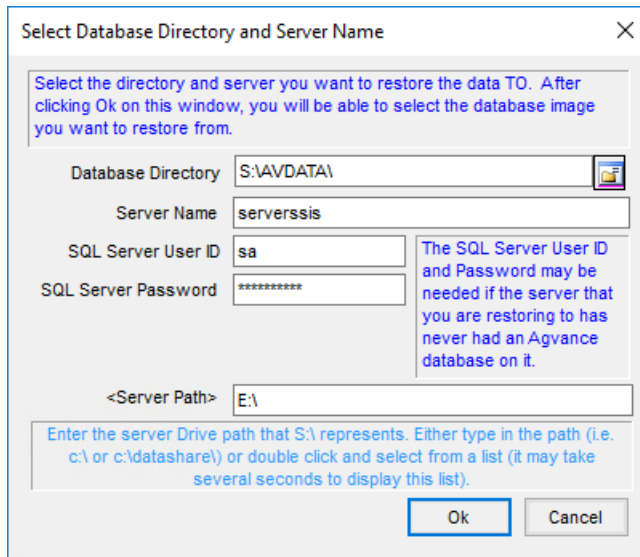 Select Database Directory and Server Name
Select the directory and server you want to restore the data TO.  After
clicking Ok on this window, you will be able to select the database image
you want to restore from.
Database Directory S:\AVDATA\
Server Name serverssis
SQL Server User ID sa
SQL Server Password **********
The SQL Server User ID
and Password may be
needed if the server that
you are restoring to has
never had an Agvance
database on it.
<Server Path> E:\
Enter the server Drive path that S:\ represents. Either type in the path (i.e.
c:\ or c:\datashare\) or double click and select from a list (it may take
several seconds to display this list).
Ok Cancel